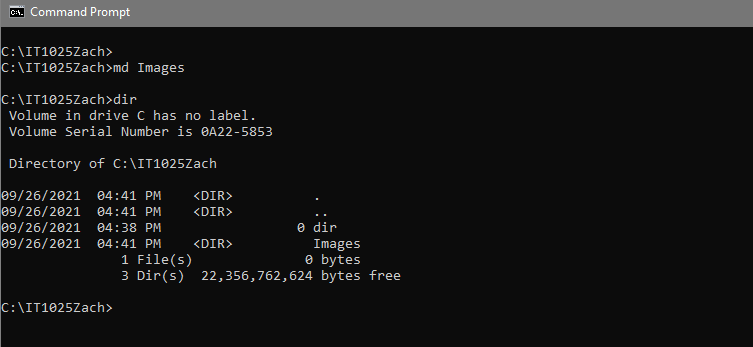 Command Prompt
C:\IT1025Zach>
C:\IT1025Zach>md Images
C:\IT1025Zach>dir
 Volume in drive C has no label.
 Volume Serial Number is 0A22-5853
 Directory of C:\IT1025Zach
09/26/2021  04:41 PM    <DIR>          .
09/26/2021  04:41 PM    <DIR>          ..
09/26/2021  04:38 PM                 0 dir
09/26/2021  04:41 PM    <DIR>          Images
               1 File(s)              0 bytes
               3 Dir(s)  22,356,762,624 bytes free
C:\IT1025Zach>